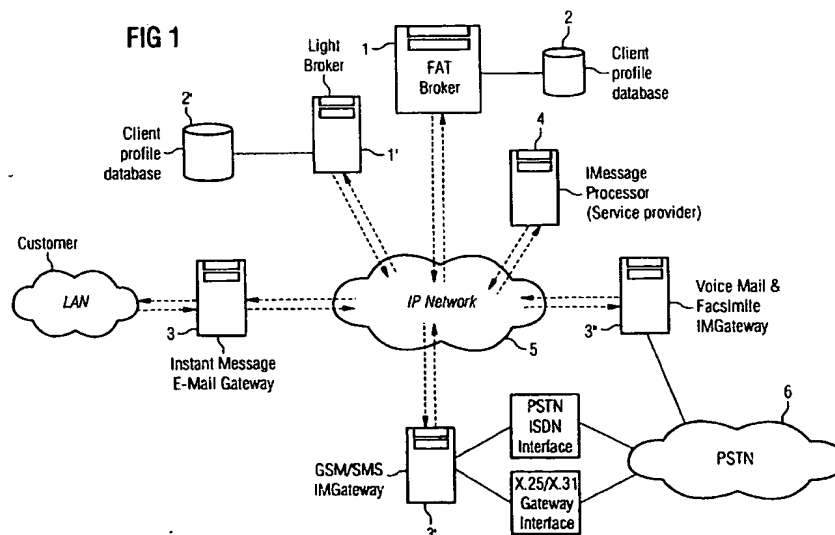 FIG 1
1
2
Light
Broker
FAT
Broker
Client
profile
database
2'
Client
profile
database
1'
4
IMessage
Processor
(Service provider)
Customer
LAN
IP Network
Voice Mail &
Facsimile
IMGateway
3
5
3"
Instant Message
E-Mail Gateway
6
PSTN
ISDN
Interface
GSM/SMS
IMGateway
PSTN
X.25/X.31
Gateway
Interface
3'